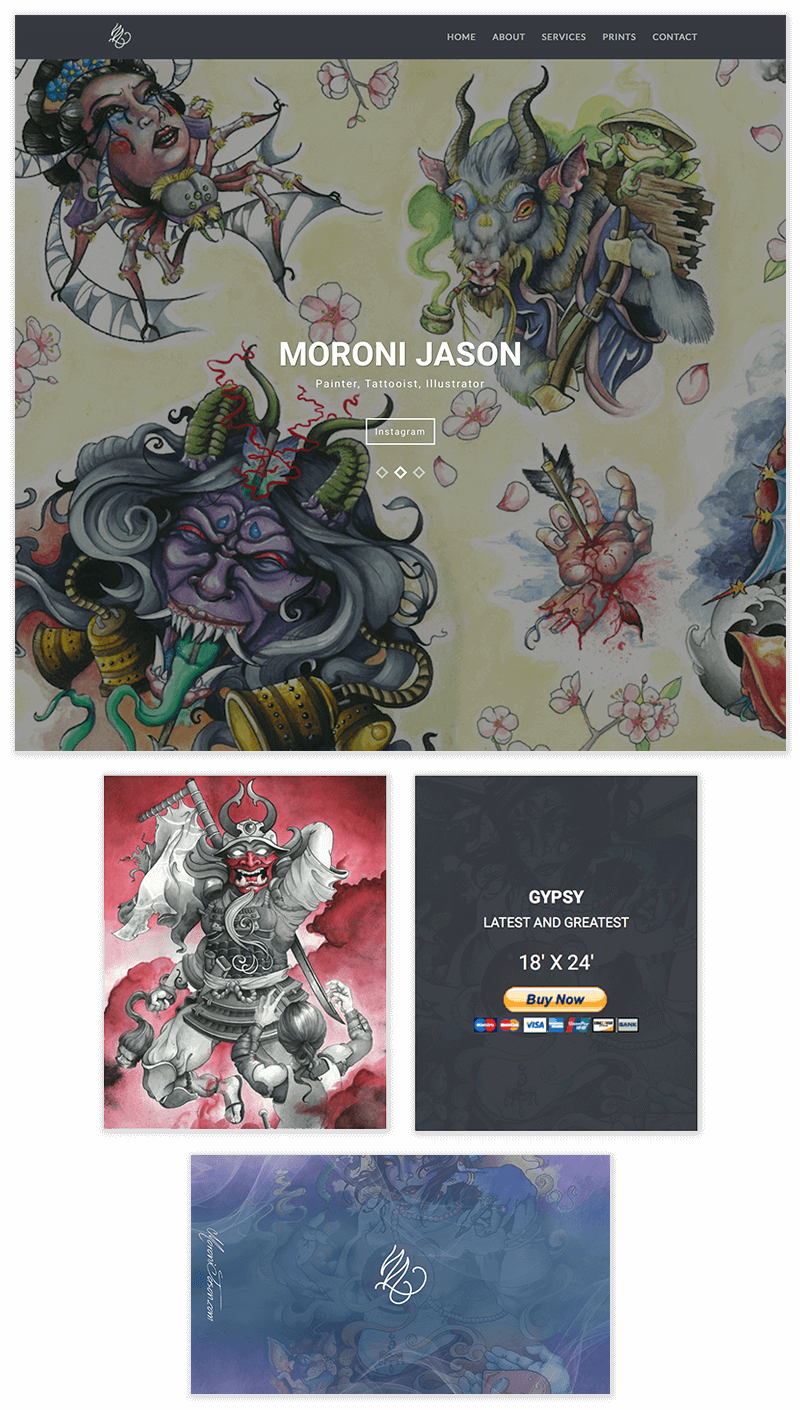 HOME ABOUT SERVICES PRINTS CONTACT
MORONI JASON
Painter, Tattooist, Illustrator
Instagram
GYPSY
LATEST AND GREATEST
18' X 24'
Buy Now
VISA BANK
MoroniJason.com